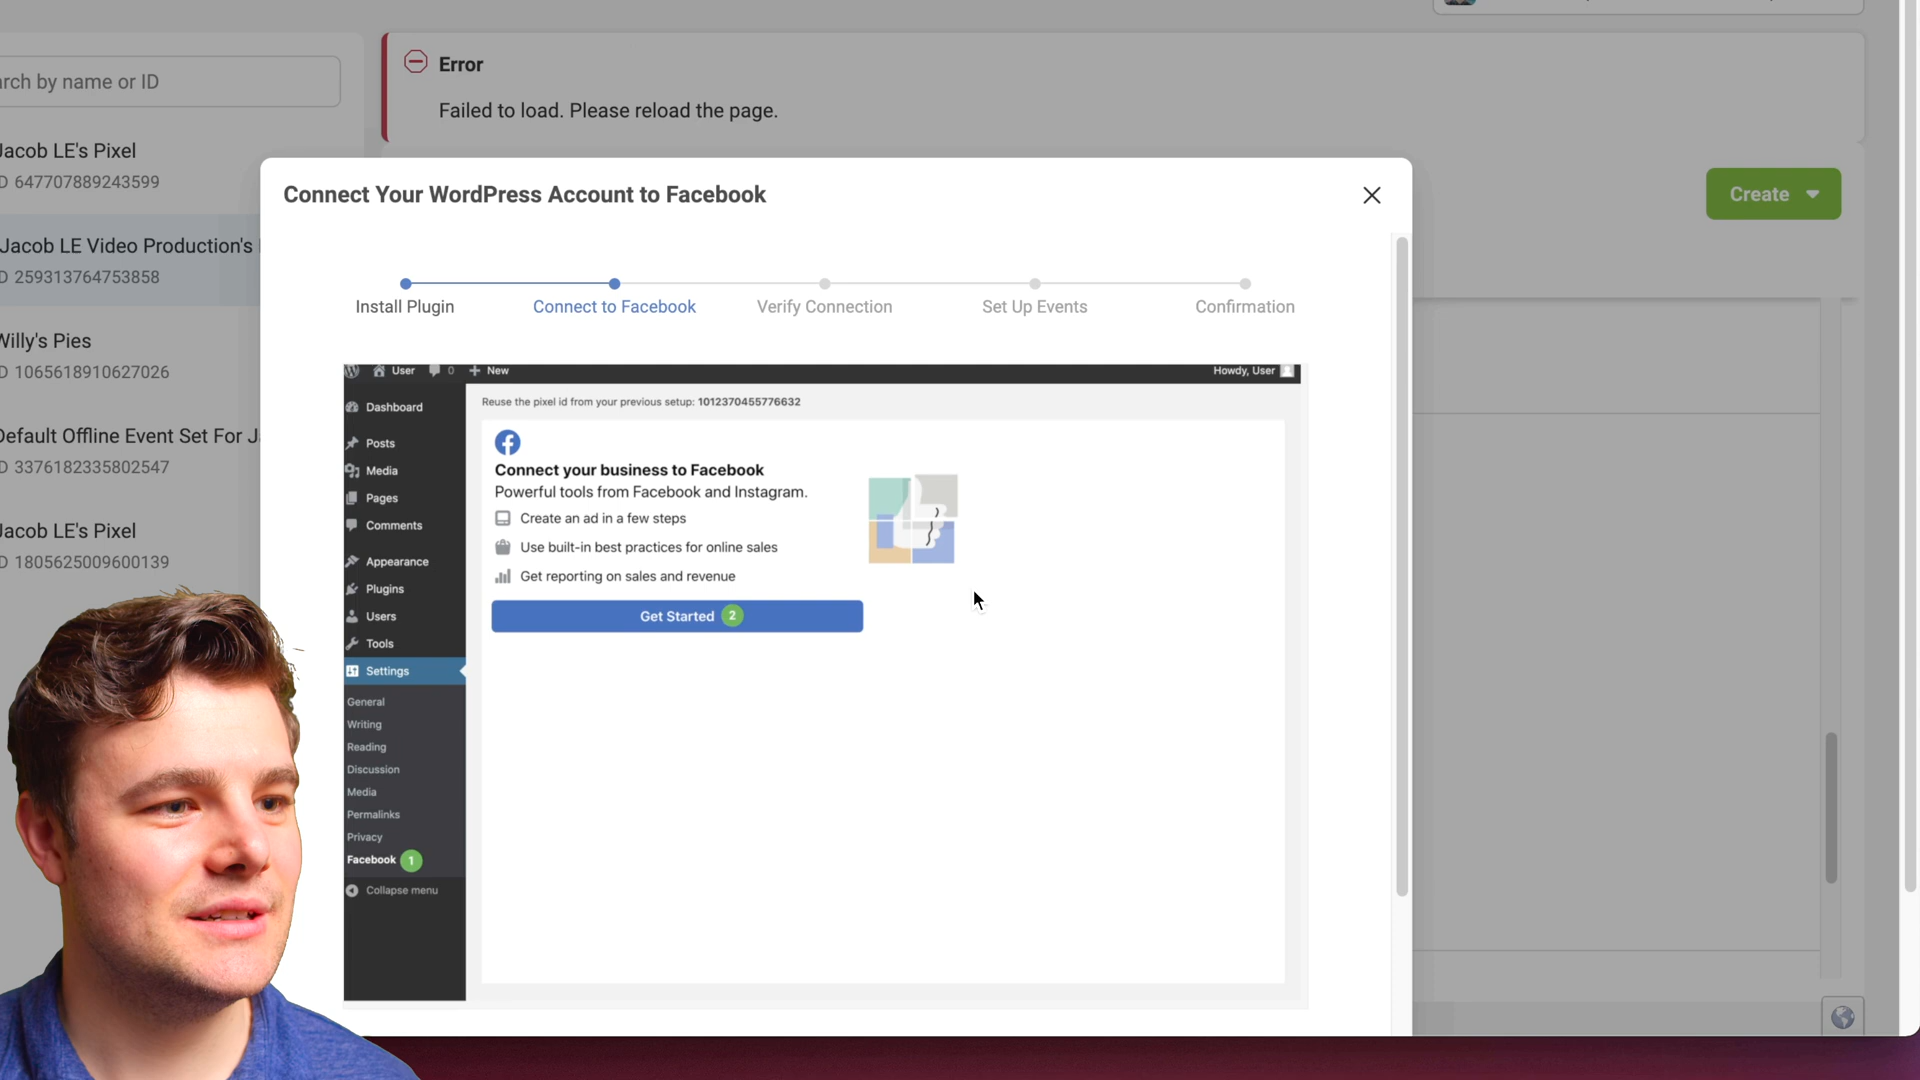 Error
Failed to load. Please reload the page.
rch by name or ID
Jacob LE's Pixel
D 647707889243599
Jacob LE Video Production's
D 259313764753858
Willy's Pies
D 1065618910627026
Default Offline Event Set For J
D 3376182335802547
Jacob LE's Pixel
D 1805625009600139
Create
Connect Your WordPress Account to Facebook
Install Plugin
Connect to Facebook
Verify Connection
Set Up Events
Confirmation
User
0
New
Howdy, User
Dashboard
Posts
Media
Pages
Comments
Appearance
Plugins
Users
Tools
Settings
General
Writing
Reading
Discussion
Media
Permalinks
Privacy
Facebook 1
Collapse menu
Reuse the pixel id from your previous setup: 1012370455776632
Connect your business to Facebook
Powerful tools from Facebook and Instagram.
Create an ad in a few steps
Use built-in best practices for online sales
Get reporting on sales and revenue
Get Started 2